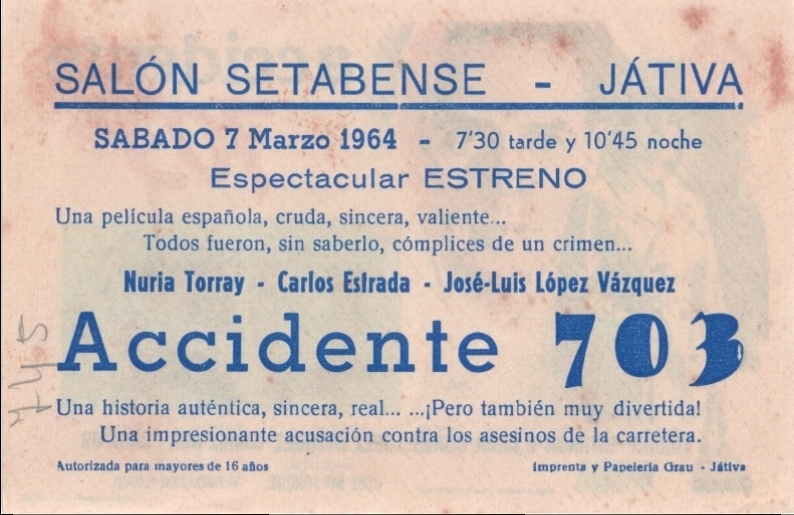 SALÓN SETABENSE - JÁTIVA
SABADO 7 Marzo 1964 - 7'30 tarde y 10'45 noche
Espectacular ESTRENO
Una película española, cruda, sincera, valiente...
Todos fueron, sin saberlo, cómplices de un crimen...
Nuria Torray - Carlos Estrada - José-Luis López Vázquez
Accidente 703
Una historia auténtica, sincera, real... ...¡Pero también muy divertida!
Una impresionante acusación contra los asesinos de la carretera.
Autorizada para mayores de 16 años
Imprenta y Papelería Grau - Játiva